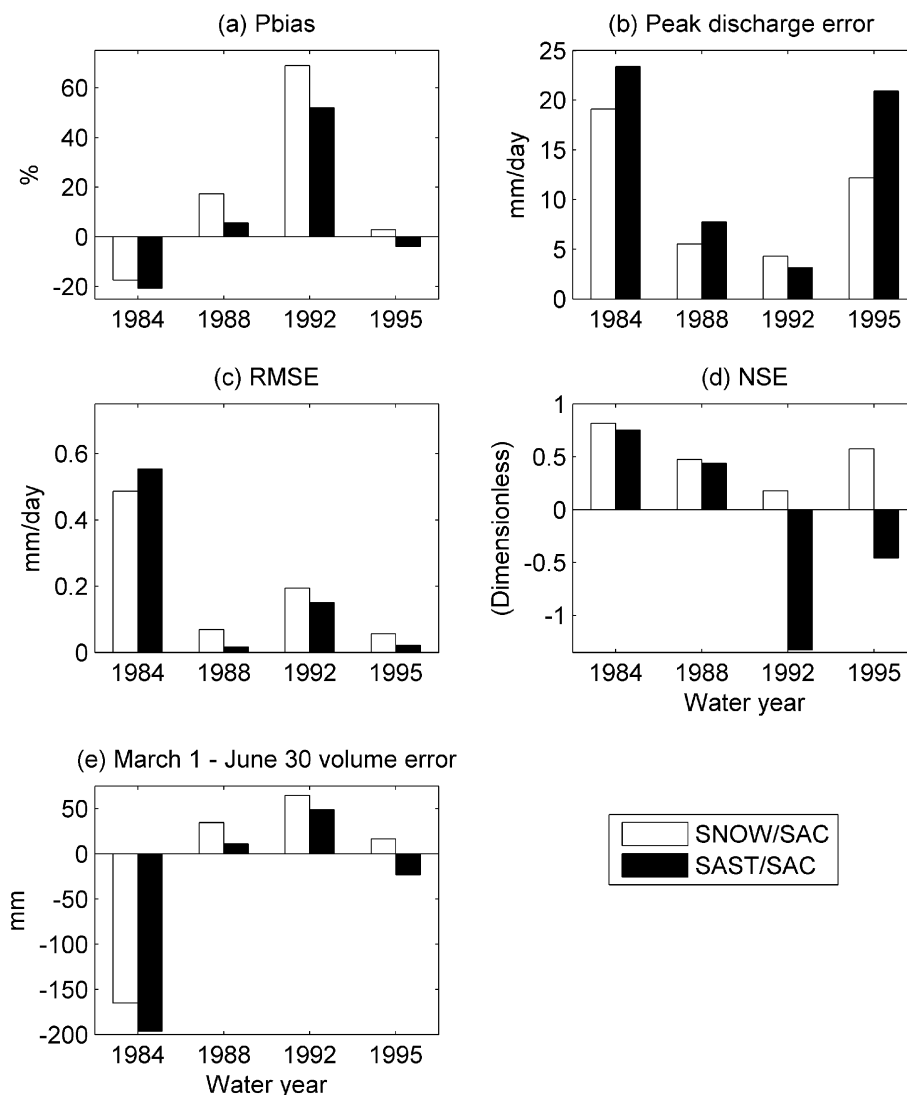 (a) Pbias
%
60
40
20
0
-20
1984 1988 1992 1995
(b) Peak discharge error
mm/day
25
20
15
10
5
0
1984 1988 1992 1995
(c) RMSE
mm/day
0.6
0.4
0.2
0
1984 1988 1992 1995
(d) NSE
(Dimensionless)
1
0.5
0
-0.5
-1
1984 1988 1992 1995
Water year
(e) March 1 - June 30 volume error
mm
50
0
-50
-100
-150
-200
1984 1988 1992 1995
Water year
SNOW/SAC
SAST/SAC